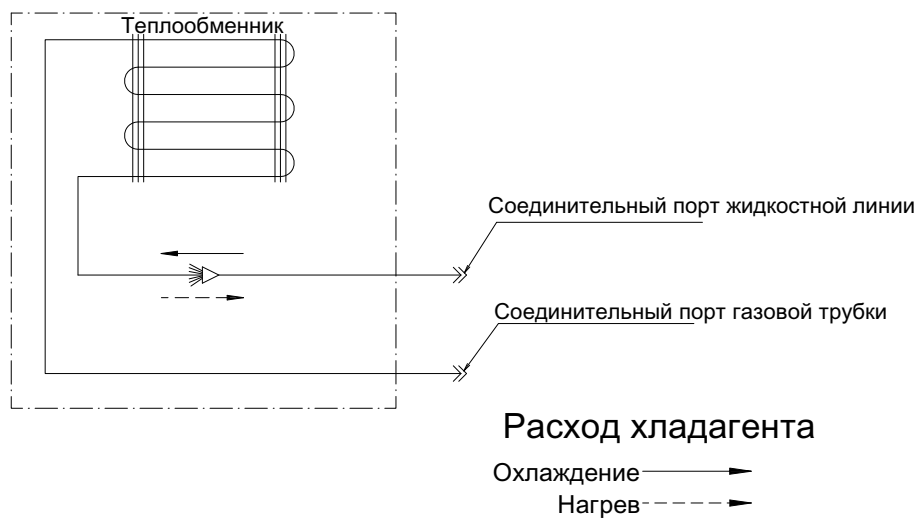 Теплообменник
Соединительный порт жидкостной линии
Соединительный порт газовой трубки
Расход хладагента
Охлаждение
Нагрев